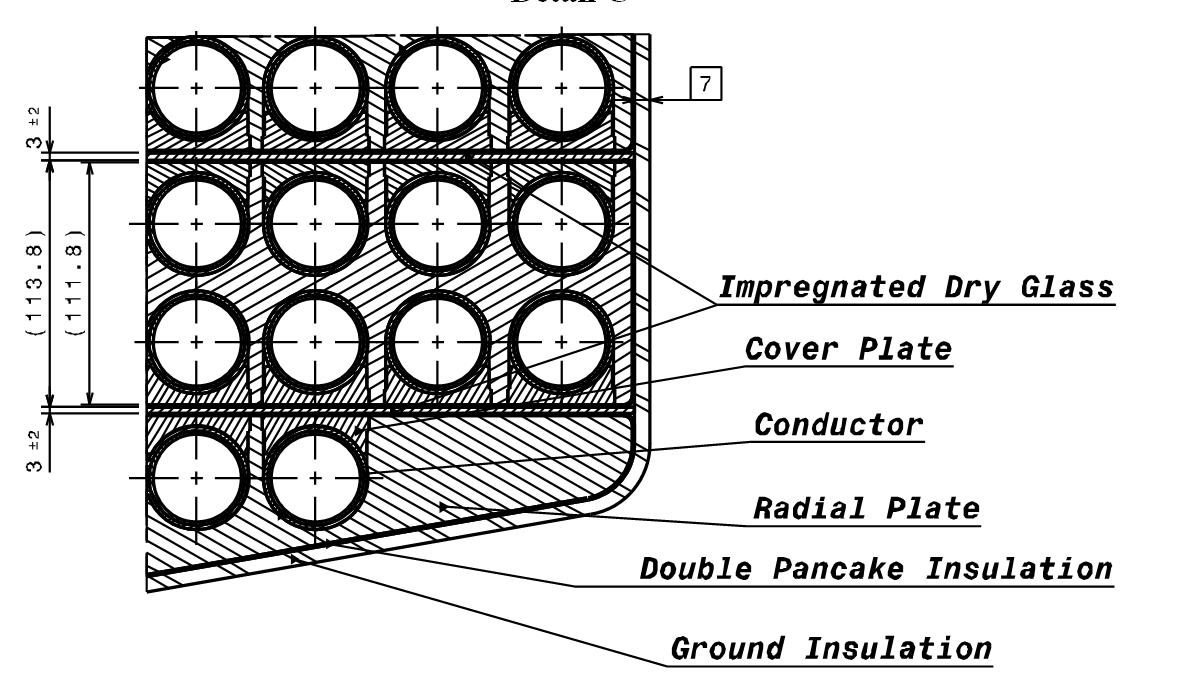 7
3 ±2
(113.8)
(111.8)
Impregnated Dry Glass
Cover Plate
Conductor
3 ±2
Radial Plate
Double Pancake Insulation
Ground Insulation